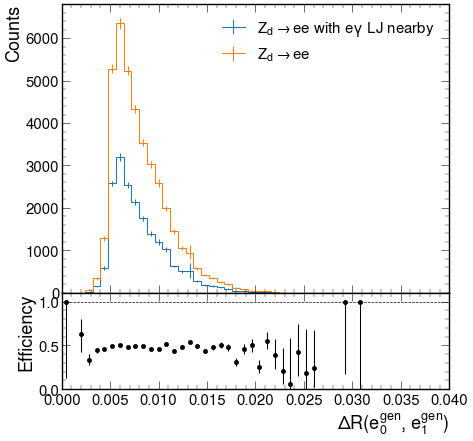 Counts
6000
5000
4000
3000
2000
1000
0
Z_d→ee with eγ LJ nearby
Z_d→ee
Efficiency
1.0
0.5
0.0
0.000 0.005 0.010 0.015 0.020 0.025 0.030 0.035 0.040
ΔR(e₀^gen, e₁^gen)